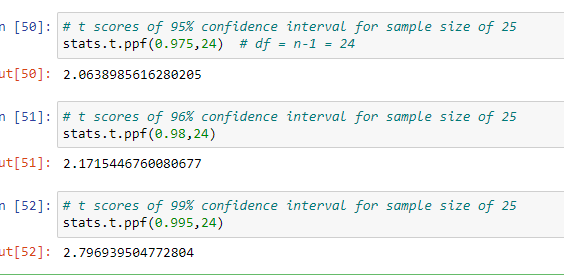 n [50]: # t scores of 95% confidence interval for sample size of 25
stats.t.ppf(0.975,24)  # df = n-1 = 24
ut[50]: 2.0638985616280205
n [51]: # t scores of 96% confidence interval for sample size of 25
stats.t.ppf(0.98,24)
ut[51]: 2.1715446760080677
n [52]: # t scores of 99% confidence interval for sample size of 25
stats.t.ppf(0.995,24)
ut[52]: 2.796939504772804